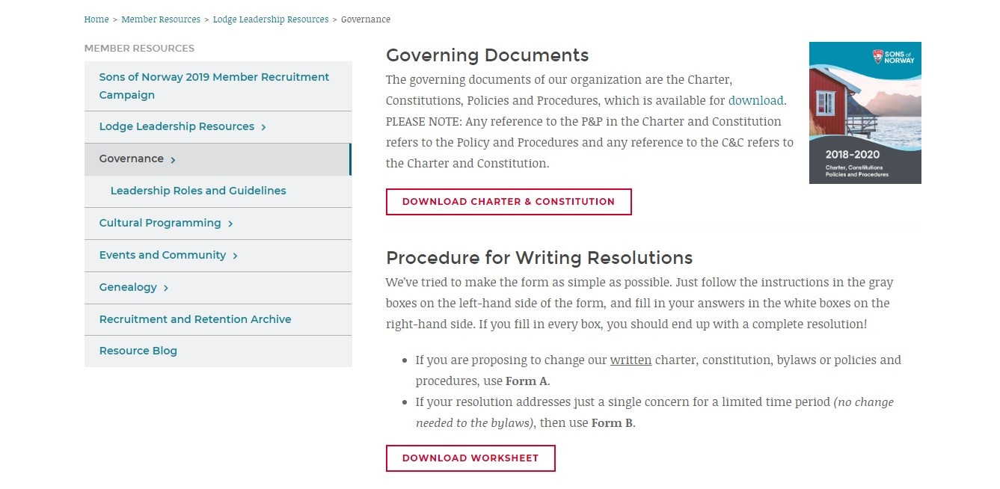 Home > Member Resources > Lodge Leadership Resources > Governance
MEMBER RESOURCES
Sons of Norway 2019 Member Recruitment
Campaign
Lodge Leadership Resources >
Governance >
Leadership Roles and Guidelines
Cultural Programming >
Events and Community >
Genealogy >
Recruitment and Retention Archive
Resource Blog
Governing Documents
The governing documents of our organization are the Charter,
Constitutions, Policies and Procedures, which is available for download.
PLEASE NOTE: Any reference to the P&P in the Charter and Constitution
refers to the Policy and Procedures and any reference to the C&C refers to
the Charter and Constitution.
DOWNLOAD CHARTER & CONSTITUTION
SONS of
NORWAY
2018-2020
Charter, Constitutions
Policies and Procedures
Procedure for Writing Resolutions
We've tried to make the form as simple as possible. Just follow the instructions in the gray
boxes on the left-hand side of the form, and fill in your answers in the white boxes on the
right-hand side. If you fill in every box, you should end up with a complete resolution!
• If you are proposing to change our written charter, constitution, bylaws or policies and
procedures, use Form A.
• If your resolution addresses just a single concern for a limited time period (no change
needed to the bylaws), then use Form B.
DOWNLOAD WORKSHEET